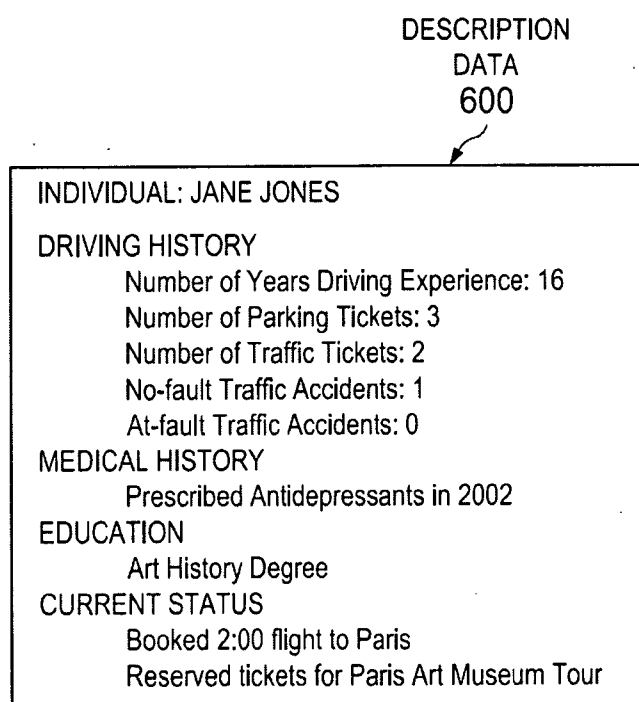 DESCRIPTION
DATA
600
INDIVIDUAL: JANE JONES
DRIVING HISTORY
Number of Years Driving Experience: 16
Number of Parking Tickets: 3
Number of Traffic Tickets: 2
No-fault Traffic Accidents: 1
At-fault Traffic Accidents: 0
MEDICAL HISTORY
Prescribed Antidepressants in 2002
EDUCATION
Art History Degree
CURRENT STATUS
Booked 2:00 flight to Paris
Reserved tickets for Paris Art Museum Tour